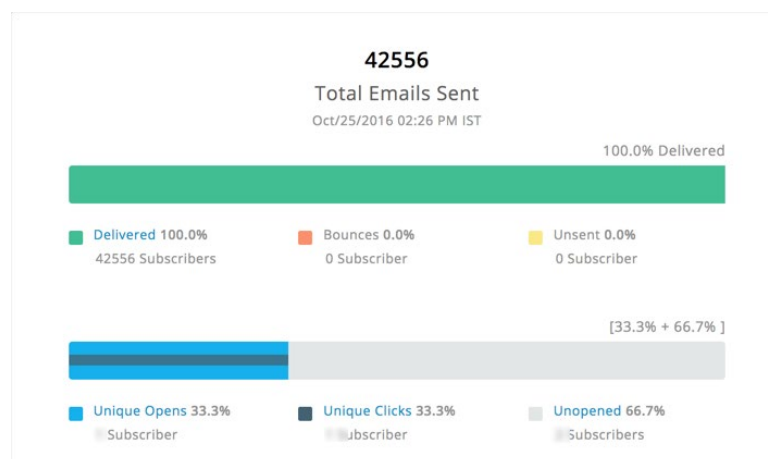 42556
Total Emails Sent
Oct/25/2016 02:26 PM IST
100.0% Delivered
Delivered 100.0%
Bounces 0.0%
Unsent 0.0%
42556 Subscribers
0 Subscriber
0 Subscriber
[33.3% + 66.7% ]
Unique Opens 33.3%
Unique Clicks 33.3%
Unopened 66.7%
Subscriber
Subscriber
Subscribers